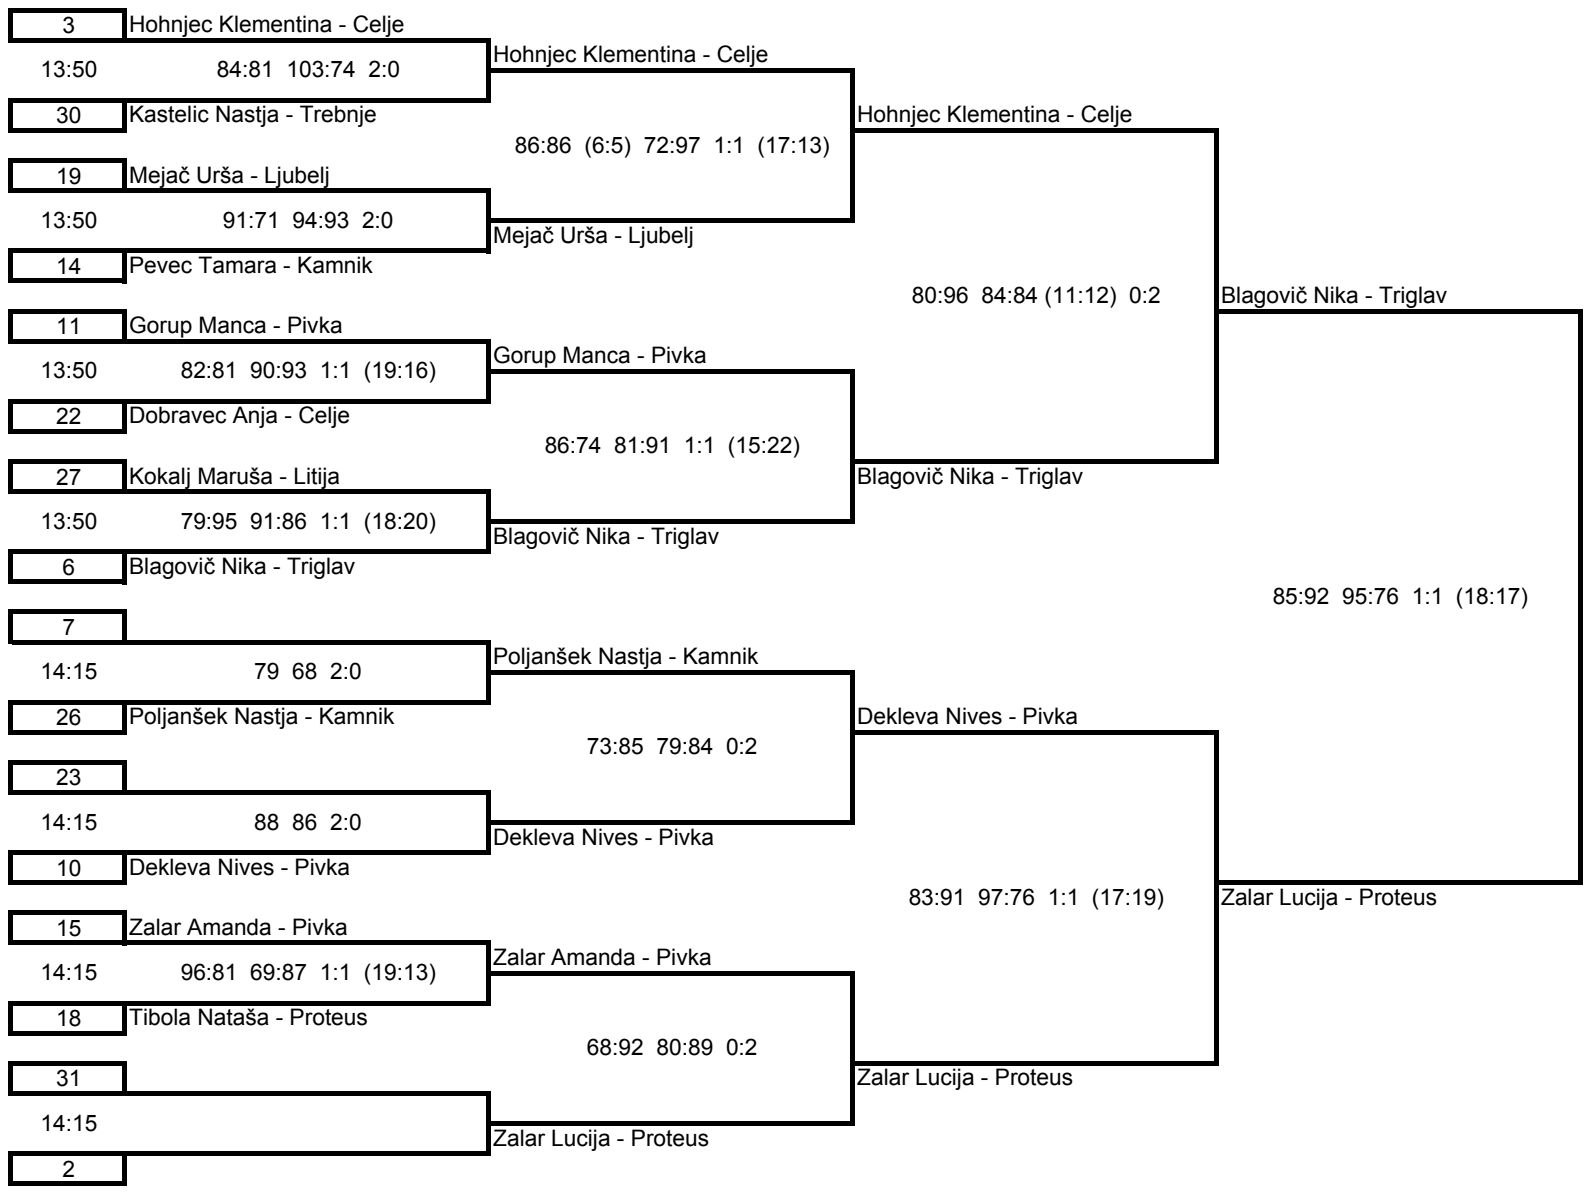 3 Hohnjec Klementina - Celje
Hohnjec Klementina - Celje
13:50 84:81 103:74 2:0
30 Kastelic Nastja - Trebnje
Hohnjec Klementina - Celje
86:86 (6:5) 72:97 1:1 (17:13)
19 Mejač Urša - Ljubelj
13:50 91:71 94:93 2:0
Mejač Urša - Ljubelj
14 Pevec Tamara - Kamnik
80:96 84:84 (11:12) 0:2
Blagovič Nika - Triglav
11 Gorup Manca - Pivka
Gorup Manca - Pivka
13:50 82:81 90:93 1:1 (19:16)
22 Dobravec Anja - Celje
86:74 81:91 1:1 (15:22)
27 Kokalj Maruša - Litija
Blagovič Nika - Triglav
13:50 79:95 91:86 1:1 (18:20)
Blagovič Nika - Triglav
6 Blagovič Nika - Triglav
85:92 95:76 1:1 (18:17)
7
Poljanšek Nastja - Kamnik
14:15 79 68 2:0
26 Poljanšek Nastja - Kamnik
Dekleva Nives - Pivka
73:85 79:84 0:2
23
14:15 88 86 2:0
Dekleva Nives - Pivka
10 Dekleva Nives - Pivka
83:91 97:76 1:1 (17:19)
Zalar Lucija - Proteus
15 Zalar Amanda - Pivka
Zalar Amanda - Pivka
14:15 96:81 69:87 1:1 (19:13)
18 Tibola Nataša - Proteus
68:92 80:89 0:2
31
Zalar Lucija - Proteus
14:15
Zalar Lucija - Proteus
2